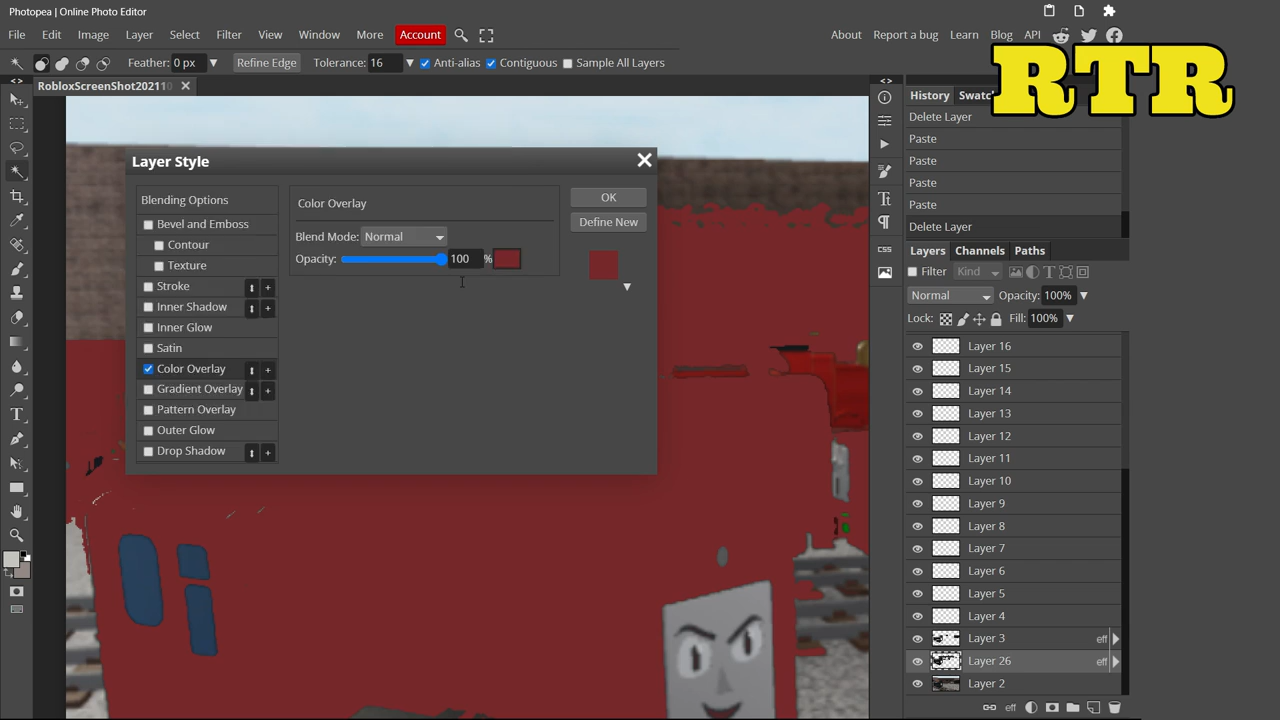 Photopea | Online Photo Editor
File Edit Image Layer Select Filter View Window More Account About Report a bug Learn Blog API
RTR
Feather: 0 px Refine Edge Tolerance: 16 Anti-alias Contiguous Sample All Layers
RobloxScreenShot202110
History Swatc
Delete Layer
Paste
Paste
Paste
Paste
Delete Layer
Layer Style
Blending Options
Bevel and Emboss
Contour
Texture
Stroke
Inner Shadow
Inner Glow
Satin
Color Overlay
Gradient Overlay
Pattern Overlay
Outer Glow
Drop Shadow
Color Overlay
Blend Mode: Normal
Opacity: 100 %
OK
Define New
CSS
Layers Channels Paths
Filter Kind
Normal Opacity: 100%
Lock: Fill: 100%
Layer 16
Layer 15
Layer 14
Layer 13
Layer 12
Layer 11
Layer 10
Layer 9
Layer 8
Layer 7
Layer 6
Layer 5
Layer 4
Layer 3 eff
Layer 26 eff
Layer 2
eff